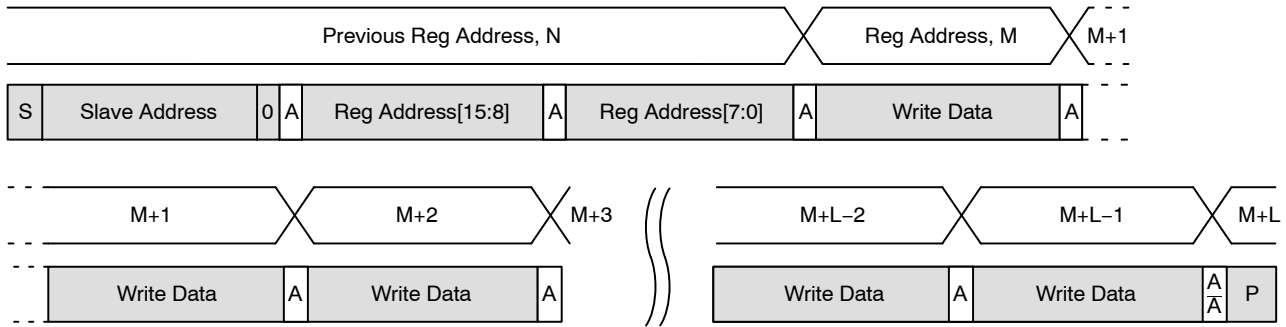 Previous Reg Address, N Reg Address, M M+1
S Slave Address 0 A Reg Address[15:8] A Reg Address[7:0] A Write Data A
M+1 M+2 M+3 M+L−2 M+L−1 M+L
Write Data A Write Data A Write Data A Write Data A A̅ P